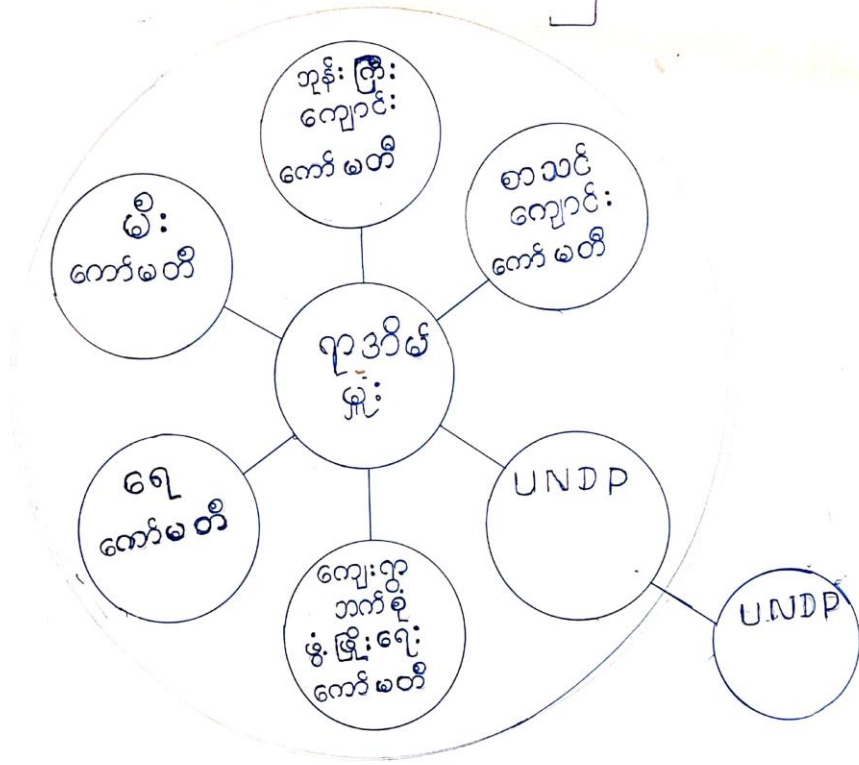 ဘုန်းကြီး
ကျောင်း
ကော်မတီ
စာသင်
ကျောင်း
ကော်မတီ
မီး
ကော်မတီ
ရာအိမ်
မှူး
ရေ
ကော်မတီ
UNDP
ကျေးရွာ
ဘက်စုံ
ဖွံ့ဖြိုးရေး
ကော်မတီ
UNDP